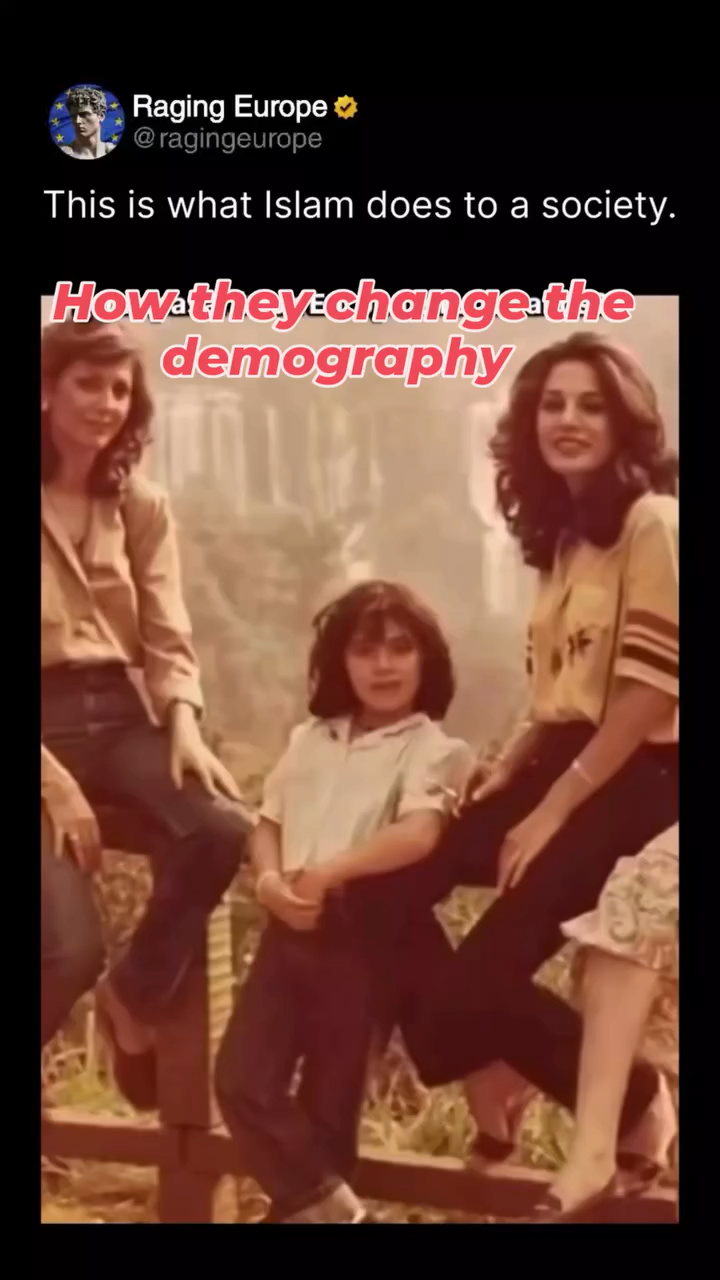 Raging Europe
@ragingeurope
This is what Islam does to a society.
How they change the
demography